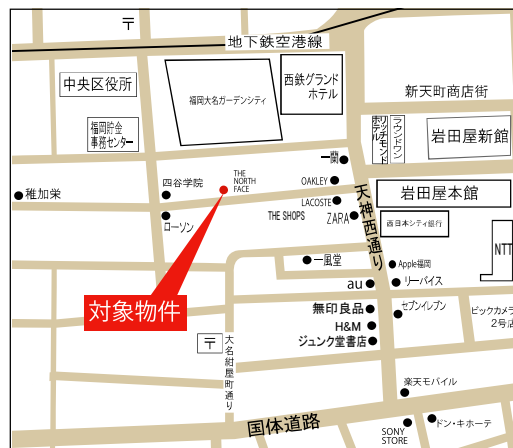 〒
地下鉄空港線
中央区役所
福岡大名ガーデンシティ
西鉄グランド
ホテル
新天町商店街
福岡貯金
事務センター
リッチモンド
ホテル
ラウンドワン
岩田屋新館
一蘭
稚加栄
四谷学院
THE
NORTH
FACE
OAKLEY
岩田屋本館
LACOSTE
ローソン
THE SHOPS
ZARA
天神西通り
西日本シティ銀行
NTT
一風堂
Apple福岡
au
リーバイス
対象物件
無印良品
セブンイレブン
ビックカメラ
2号店
H&M
〒
大名紺屋町通り
ジュンク堂書店
楽天モバイル
国体道路
SONY
STORE
ドン・キホーテ